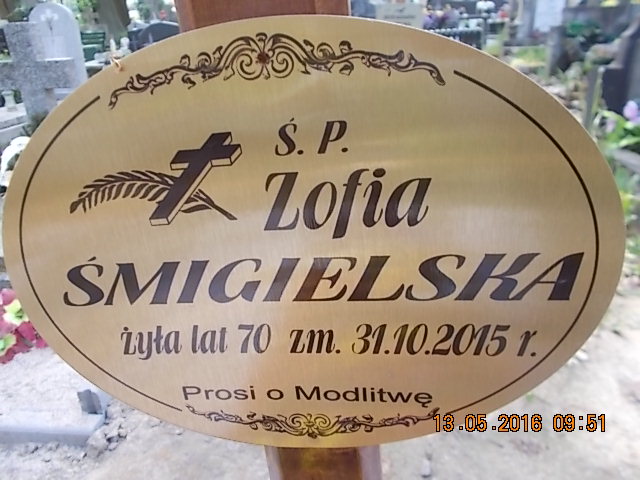 Ś. P.
Zofia
ŚMIGIELSKA
żyła lat 70 zm. 31.10.2015 r.
Prosi o Modlitwę
13.05.2016 09:51